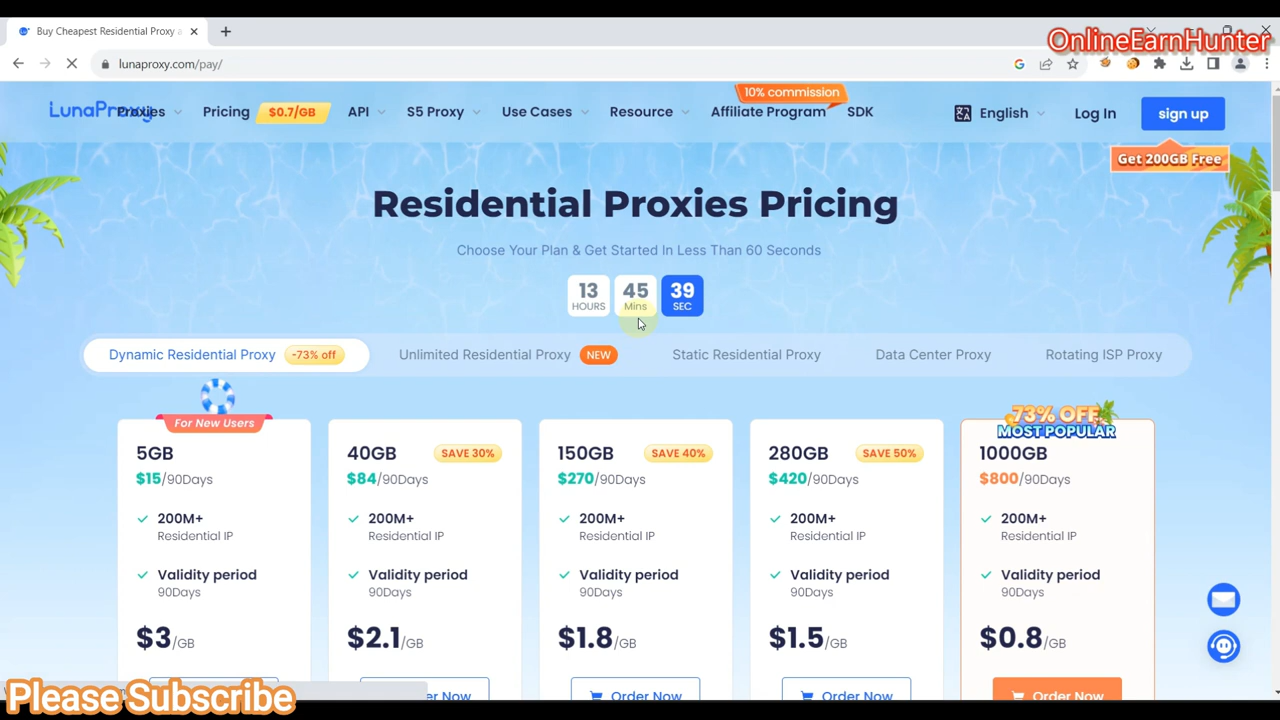 Buy Cheapest Residential Proxy a
OnlineEarnHunter
lunaproxy.com/pay/
10% commission
LunaProxy Proxies Pricing $0.7/GB API S5 Proxy Use Cases Resource Affiliate Program SDK English Log In sign up
Get 200GB Free
Residential Proxies Pricing
Choose Your Plan & Get Started In Less Than 60 Seconds
13 45 39
HOURS Mins SEC
Dynamic Residential Proxy -73% off Unlimited Residential Proxy NEW Static Residential Proxy Data Center Proxy Rotating ISP Proxy
For New Users
5GB
$15/90Days
200M+
Residential IP
Validity period
90Days
$3/GB
40GB SAVE 30%
$84/90Days
200M+
Residential IP
Validity period
90Days
$2.1/GB
Order Now
150GB SAVE 40%
$270/90Days
200M+
Residential IP
Validity period
90Days
$1.8/GB
Order Now
280GB SAVE 50%
$420/90Days
200M+
Residential IP
Validity period
90Days
$1.5/GB
Order Now
73% OFF
MOST POPULAR
1000GB
$800/90Days
200M+
Residential IP
Validity period
90Days
$0.8/GB
Order Now
Please Subscribe